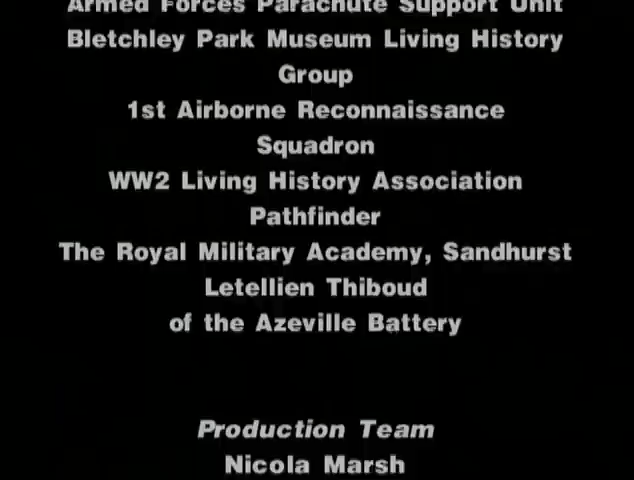 Armed Forces Parachute Support Unit
Bletchley Park Museum Living History
Group
1st Airborne Reconnaissance
Squadron
WW2 Living History Association
Pathfinder
The Royal Military Academy, Sandhurst
Letellien Thiboud
of the Azeville Battery
Production Team
Nicola Marsh